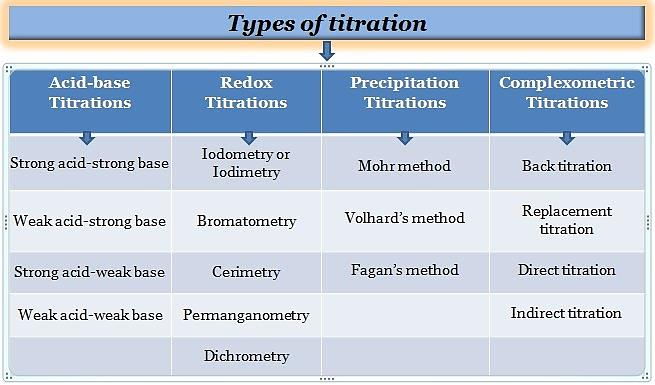 Types of titration
Acid-base
Titrations
Redox
Titrations
Precipitation
Titrations
Complexometric
Titrations
Strong acid-strong base
Iodometry or
Iodimetry
Mohr method
Back titration
Weak acid-strong base
Bromatometry
Volhard's method
Replacement
titration
Strong acid-weak base
Cerimetry
Fagan's method
Direct titration
Weak acid-weak base
Permanganometry
Indirect titration
Dichrometry